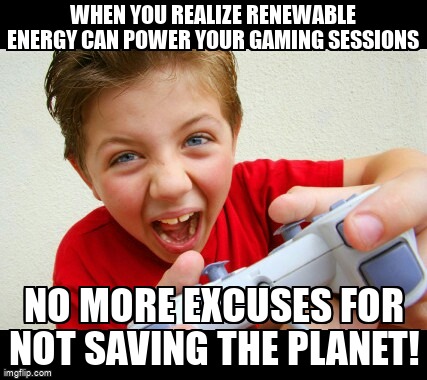 WHEN YOU REALIZE RENEWABLE
ENERGY CAN POWER YOUR GAMING SESSIONS
NO MORE EXCUSES FOR
NOT SAVING THE PLANET!
imgflip.com